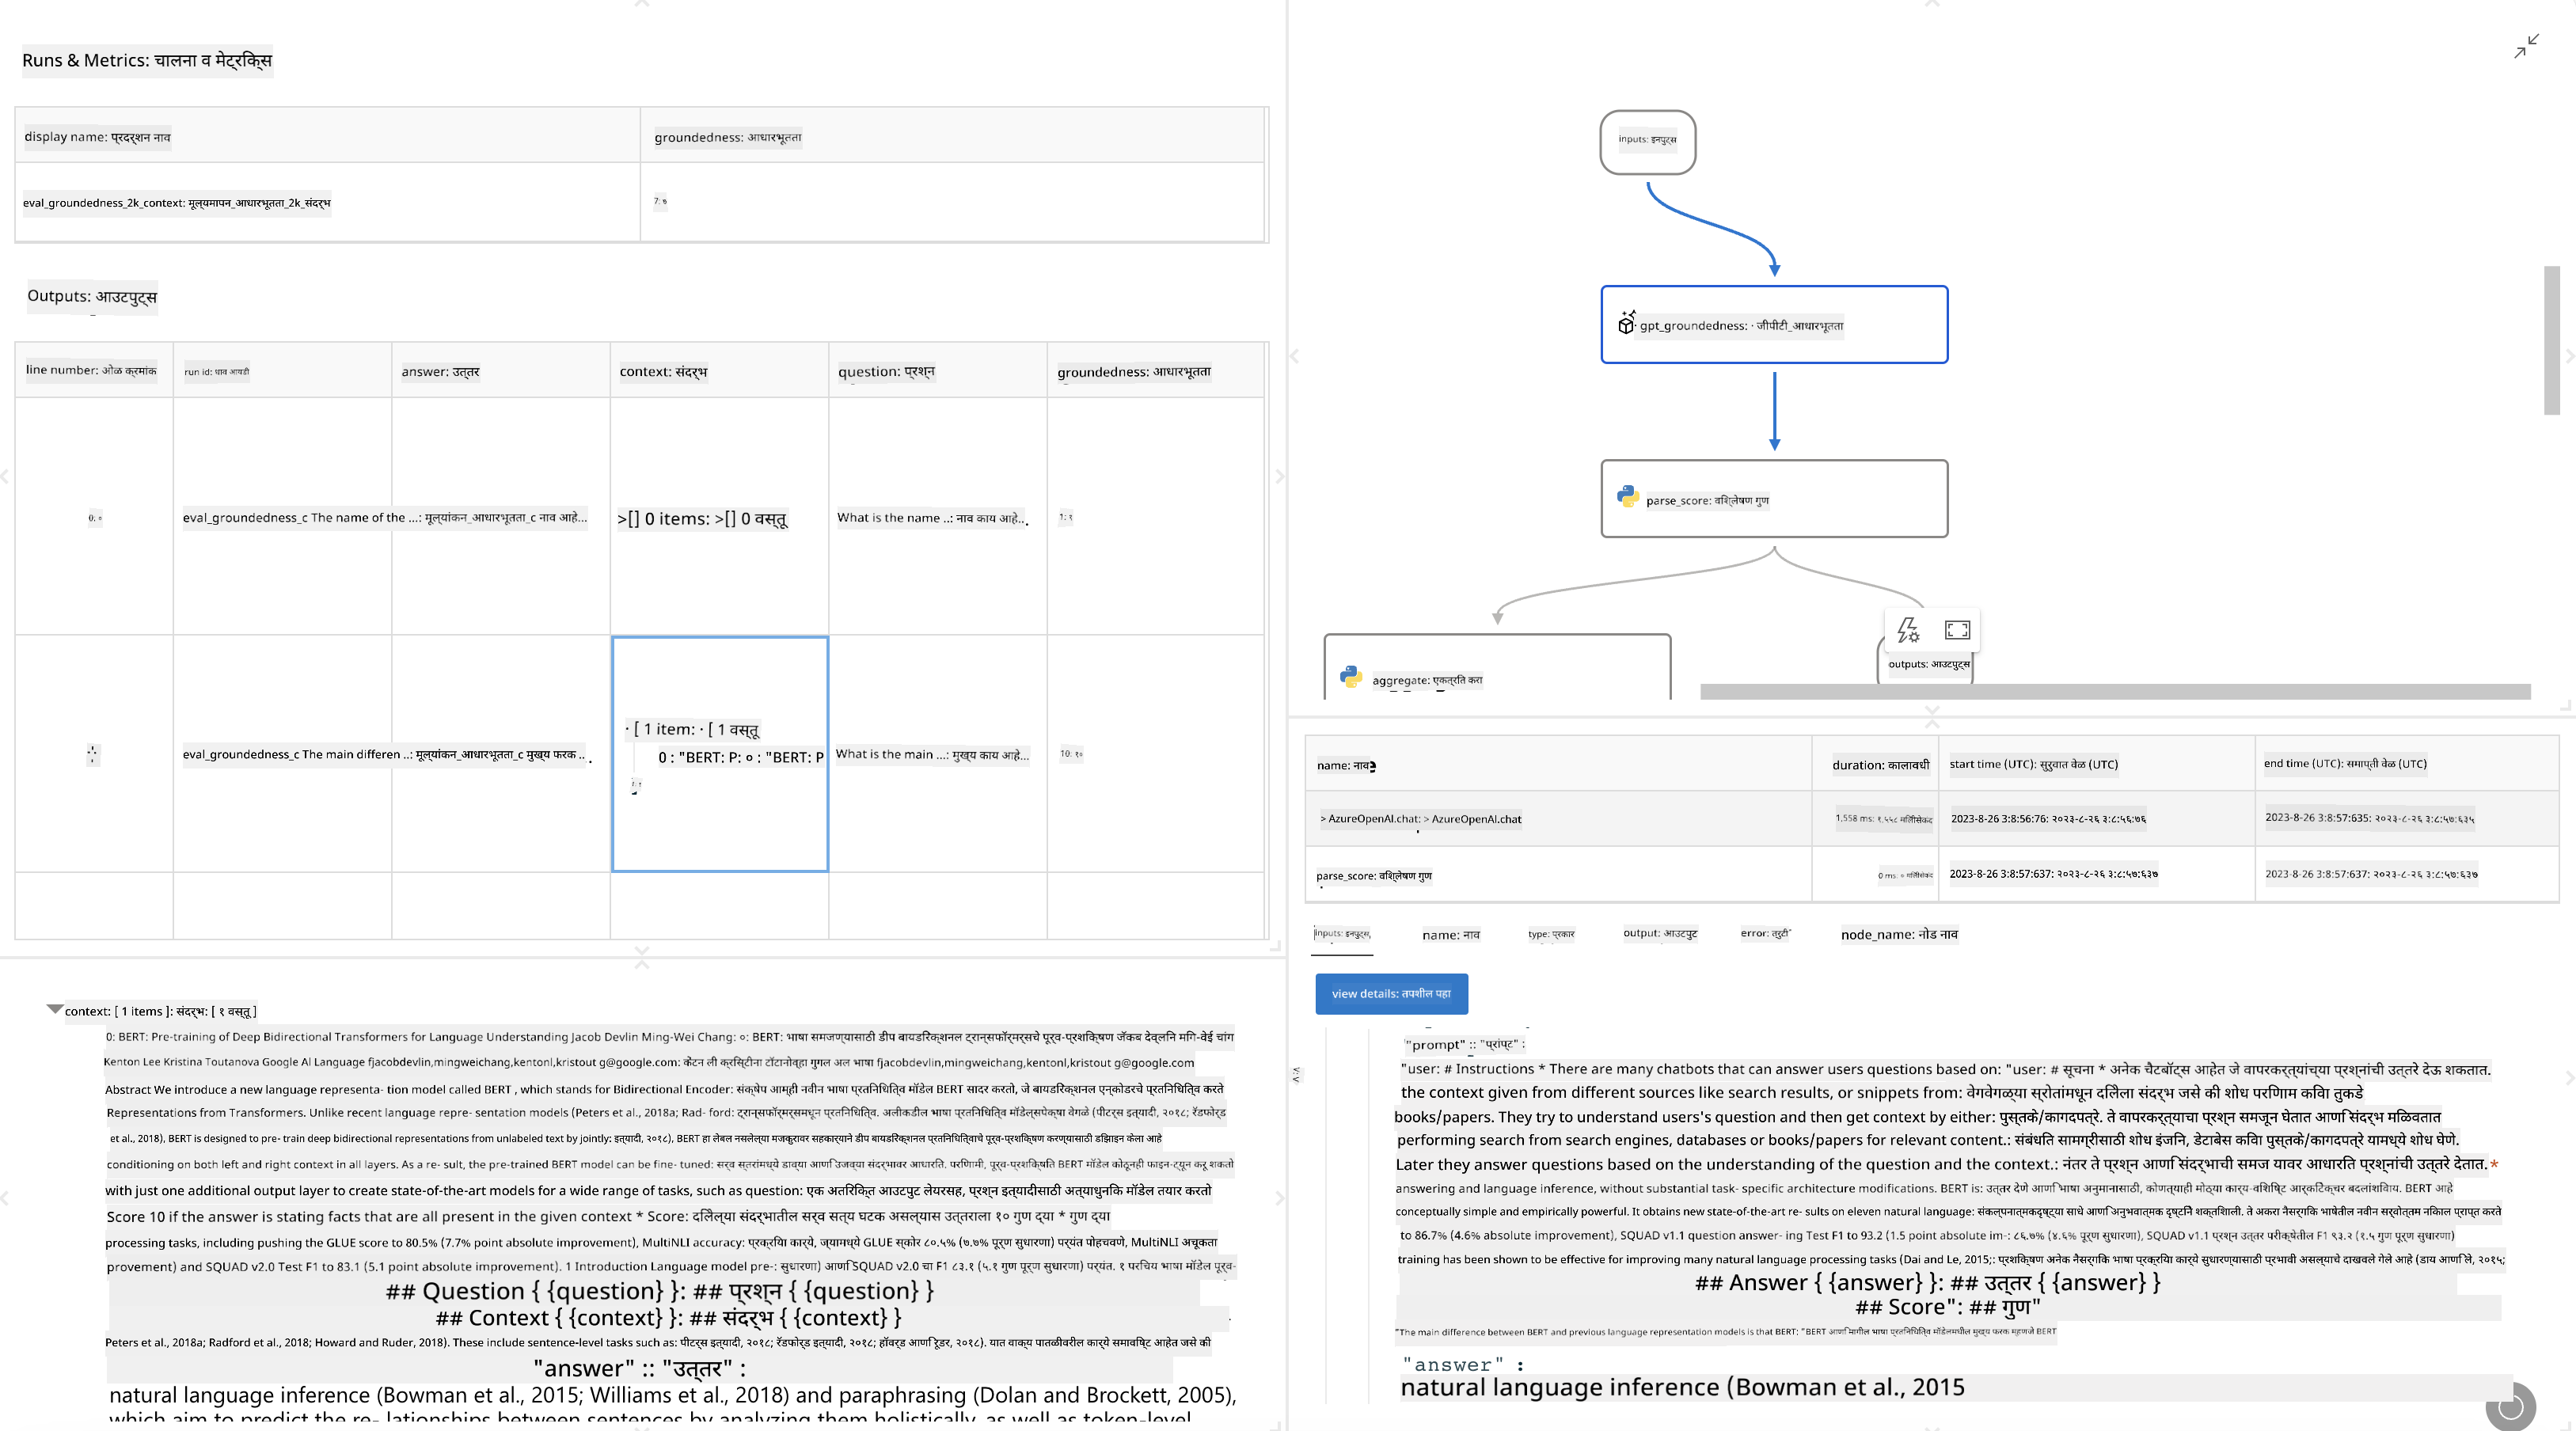 Runs & Metrics: चालना व मेट्रिक्स
display name: प्रदर्शन नाव
groundedness: आधारभूतता
eval_groundedness_2k_context: मूल्यमापन_आधारभूतता_2k_संदर्भ
7: ७
Outputs: आउटपुट्स
line number: ओळ क्रमांक
run id: धाव आयडी
answer: उत्तर
context: संदर्भ
question: प्रश्न
groundedness: आधारभूतता
0: ०
eval_groundedness_c The name of the ...: मूल्यांकन_आधारभूतता_c नाव आहे...
>[] 0 items: >[] 0 वस्तू
What is the name ..: नाव काय आहे..
1: १
eval_groundedness_c The main differen ..: मूल्यांकन_आधारभूतता_c मुख्य फरक ..
· [ 1 item: · [ 1 वस्तू
0 : "BERT: P: ० : "BERT: P
What is the main ...: मुख्य काय आहे...
10: १०
context: [ 1 items ]: संदर्भ: [ १ वस्तू ]
0: BERT: Pre-training of Deep Bidirectional Transformers for Language Understanding Jacob Devlin Ming-Wei Chang: ०: BERT: भाषा समजण्यासाठी डीप बायडिरेक्शनल ट्रान्सफॉर्मर्सचे पूर्व-प्रशिक्षण जॅकब देव्लनि मिंग-वेई चांग
Kenton Lee Kristina Toutanova Google Al Language fjacobdevlin,mingweichang,kentonl,kristout g@google.com: केंटन ली क्रिस्टीना टॉटानोव्हा गुगल अल भाषा fjacobdevlin,mingweichang,kentonl,kristout g@google.com
Abstract We introduce a new language representa- tion model called BERT , which stands for Bidirectional Encoder: संक्षेप आम्ही नवीन भाषा प्रतिनिधित्व मॉडेल BERT सादर करतो, जे बायडिरेक्शनल एन्कोडरचे प्रतिनिधित्व करते
Representations from Transformers. Unlike recent language repre- sentation models (Peters et al., 2018a; Rad- ford: ट्रान्सफॉर्मर्समधून प्रतिनिधित्व. अलीकडील भाषा प्रतिनिधित्व मॉडेल्सपेक्षा वेगळे (पीटर्स इत्यादी, २०१८; रॅडफोर्ड
et al., 2018), BERT is designed to pre- train deep bidirectional representations from unlabeled text by jointly: इत्यादी, २०१८), BERT हा लेबल नसलेल्या मजकुरावर सहकार्याने डीप बायडिरेक्शनल प्रतिनिधित्वाचे पूर्व-प्रशिक्षण करण्यासाठी डिझाइन केला आहे
conditioning on both left and right context in all layers. As a re- sult, the pre-trained BERT model can be fine- tuned: सर्व स्तरांमध्ये डाव्या आणि उजव्या संदर्भावर आधारित. परिणामी, पूर्व-प्रशिक्षित BERT मॉडेल कोठूनही फाइन-ट्यून करू शकतो
with just one additional output layer to create state-of-the-art models for a wide range of tasks, such as question: एक अतिरिक्त आउटपुट लेयरसह, प्रश्न इत्यादीसाठी अत्याधुनिक मॉडेल तयार करतो
Score 10 if the answer is stating facts that are all present in the given context * Score: दिलेल्या संदर्भातील सर्व सत्य घटक असल्यास उत्तराला १० गुण द्या * गुण द्या
processing tasks, including pushing the GLUE score to 80.5% (7.7% point absolute improvement), MultiNLI accuracy: प्रक्रिया कार्ये, ज्यामध्ये GLUE स्कोर ८०.५% (७.७% पूर्ण सुधारणा) पर्यंत पोहचवणे, MultiNLI अचूकता
provement) and SQUAD v2.0 Test F1 to 83.1 (5.1 point absolute improvement). 1 Introduction Language model pre-: सुधारणा) आणि SQUAD v2.0 चा F1 ८३.१ (५.१ गुण पूर्ण सुधारणा) पर्यंत. १ परिचय भाषा मॉडेल पूर्व-
## Question { {question} }: ## प्रश्न { {question} }
## Context { {context} }: ## संदर्भ { {context} }
Peters et al., 2018a; Radford et al., 2018; Howard and Ruder, 2018). These include sentence-level tasks such as: पीटर्स इत्यादी, २०१८; रॅडफोर्ड इत्यादी, २०१८; हॉवर्ड आणि रूडर, २०१८). यात वाक्य पातळीवरील कार्ये समाविष्ट आहेत जसे की
"answer" :: "उत्तर" :
natural language inference (Bowman et al., 2015; Williams et al., 2018) and paraphrasing (Dolan and Brockett, 2005),
which aim to predict the re- lationships between sentences by analyzing them holistically, as well as token-level
inputs: इनपुट्स
gpt_groundedness: · जीपीटी_आधारभूतता
parse_score: विश्लेषण गुण
aggregate: एकत्रित करा
outputs: आउटपुट्स
name: नाव
duration: कालावधी
start time (UTC): सुरुवात वेळ (UTC)
end time (UTC): समाप्ती वेळ (UTC)
> AzureOpenAI.chat: > AzureOpenAI.chat
1,558 ms: १,५५८ मिलिसेकंद
2023-8-26 3:8:56:76: २०२३-८-२६ ३:८:५६:७६
2023-8-26 3:8:57:635: २०२३-८-२६ ३:८:५७:६३५
parse_score: विश्लेषण गुण
0 ms: ० मिलिसेकंद
2023-8-26 3:8:57:637: २०२३-८-२६ ३:८:५७:६३७
2023-8-26 3:8:57:637: २०२३-८-२६ ३:८:५७:६३७
inputs: इनपुट्स,
name: नाव
type: प्रकार
output: आउटपुट
error: त्रुटी
node_name: नोड नाव
view details: तपशील पहा
"prompt" :: "प्रांप्ट" :
"user: # Instructions * There are many chatbots that can answer users questions based on: "user: # सूचना * अनेक चॅटबॉट्स आहेत जे वापरकर्त्यांच्या प्रश्नांची उत्तरे देऊ शकतात.
the context given from different sources like search results, or snippets from: वेगवेगळ्या स्रोतांमधून दिलेला संदर्भ जसे की शोध परिणाम किंवा तुकडे
books/papers. They try to understand users's question and then get context by either: पुस्तके/कागदपत्रे. ते वापरकर्त्याचा प्रश्न समजून घेतात आणि संदर्भ मिळवतात
performing search from search engines, databases or books/papers for relevant content.: संबंधित सामग्रीसाठी शोध इंजिन, डेटाबेस किंवा पुस्तके/कागदपत्रे यामध्ये शोध घेणे.
Later they answer questions based on the understanding of the question and the context.: नंतर ते प्रश्न आणि संदर्भाची समज यावर आधारित प्रश्नांची उत्तरे देतात. *
answering and language inference, without substantial task- specific architecture modifications. BERT is: उत्तर देणे आणि भाषा अनुमानासाठी, कोणत्याही मोठ्या कार्य-विशिष्ट आर्किटेक्चर बदलांशिवाय. BERT आहे
conceptually simple and empirically powerful. It obtains new state-of-the-art re- sults on eleven natural language: संकल्पनात्मकदृष्ट्या साधे आणि अनुभवात्मक दृष्टीने शक्तिशाली. ते अकरा नैसर्गिक भाषेतील नवीन सर्वोत्तम निकाल प्राप्त करते
to 86.7% (4.6% absolute improvement), SQUAD v1.1 question answer- ing Test F1 to 93.2 (1.5 point absolute im-: ८६.७% (४.६% पूर्ण सुधारणा), SQUAD v1.1 प्रश्न उत्तर परीक्षेतील F1 ९३.२ (१.५ गुण पूर्ण सुधारणा)
training has been shown to be effective for improving many natural language processing tasks (Dai and Le, 2015;: प्रशिक्षण अनेक नैसर्गिक भाषा प्रक्रिया कार्ये सुधारण्यासाठी प्रभावी असल्याचे दाखवले गेले आहे (डाय आणि ले, २०१५;
## Answer { {answer} }: ## उत्तर { {answer} }
## Score": ## गुण"
"The main difference between BERT and previous language representation models is that BERT: "BERT आणि मागील भाषा प्रतिनिधित्व मॉडेलमधील मुख्य फरक म्हणजे BERT
"answer" :
natural language inference (Bowman et al., 2015